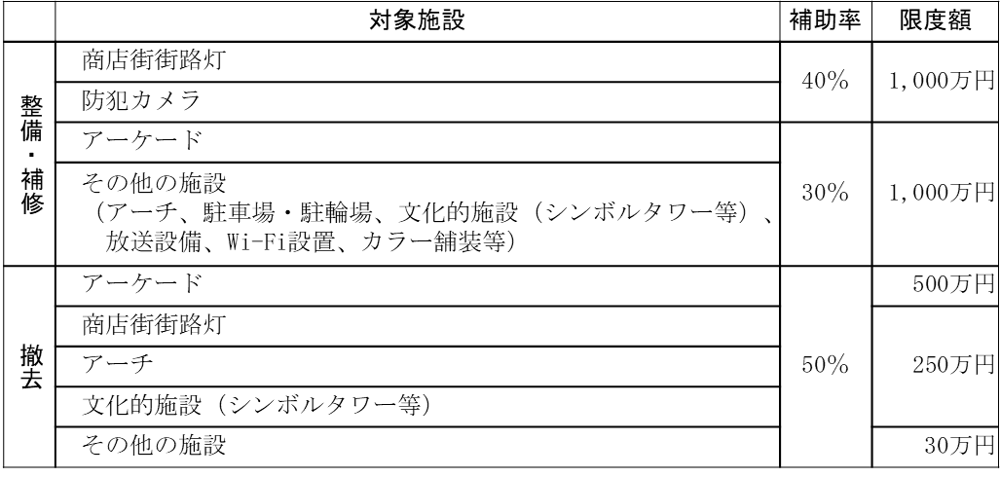 対象施設 補助率 限度額
整備・補修
商店街街路灯
防犯カメラ
40% 1,000万円
アーケード
その他の施設
（アーチ、駐車場・駐輪場、文化的施設（シンボルタワー等）、
放送設備、Wi-Fi設置、カラー舗装等）
30% 1,000万円
撤去
アーケード 500万円
商店街街路灯
アーチ
50% 250万円
文化的施設（シンボルタワー等）
その他の施設 30万円